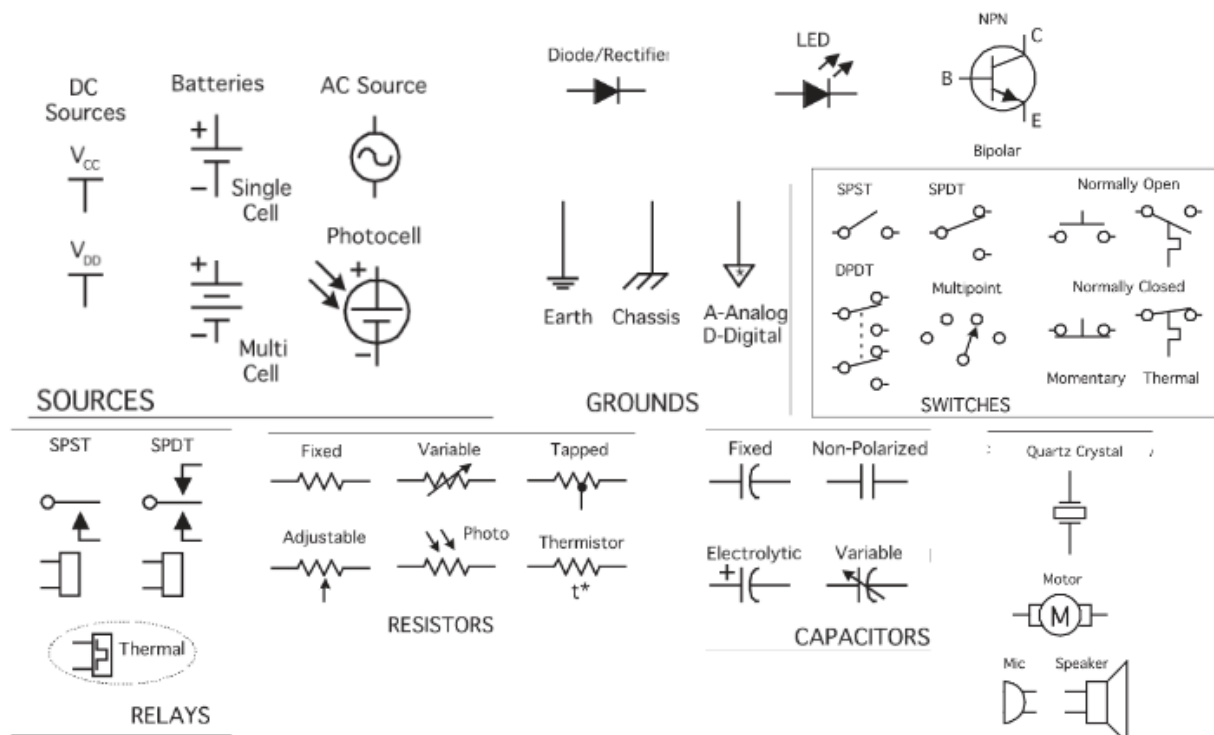 DC
Sources
V_CC
V_DD
Batteries
+
−
Single
Cell
+
−
Multi
Cell
AC Source
Photocell
+
−
SOURCES
Diode/Rectifier
LED
NPN
C
B
E
Bipolar
Earth
Chassis
*
A-Analog
D-Digital
GROUNDS
SPST
SPDT
Normally Open
DPDT
Multipoint
Normally Closed
Momentary
Thermal
SWITCHES
SPST
SPDT
Thermal
RELAYS
Fixed
Variable
Tapped
Adjustable
Photo
Thermistor
t*
RESISTORS
Fixed
Non-Polarized
Electrolytic
+
Variable
CAPACITORS
Quartz Crystal
Motor
M
Mic
Speaker